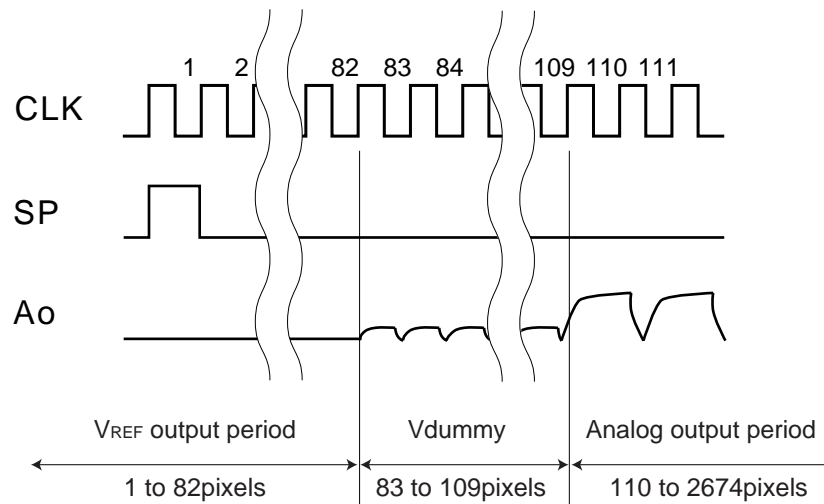 1 2 82 83 84 109 110 111
CLK
SP
Ao
VREF output period Vdummy Analog output period
1 to 82pixels 83 to 109pixels 110 to 2674pixels